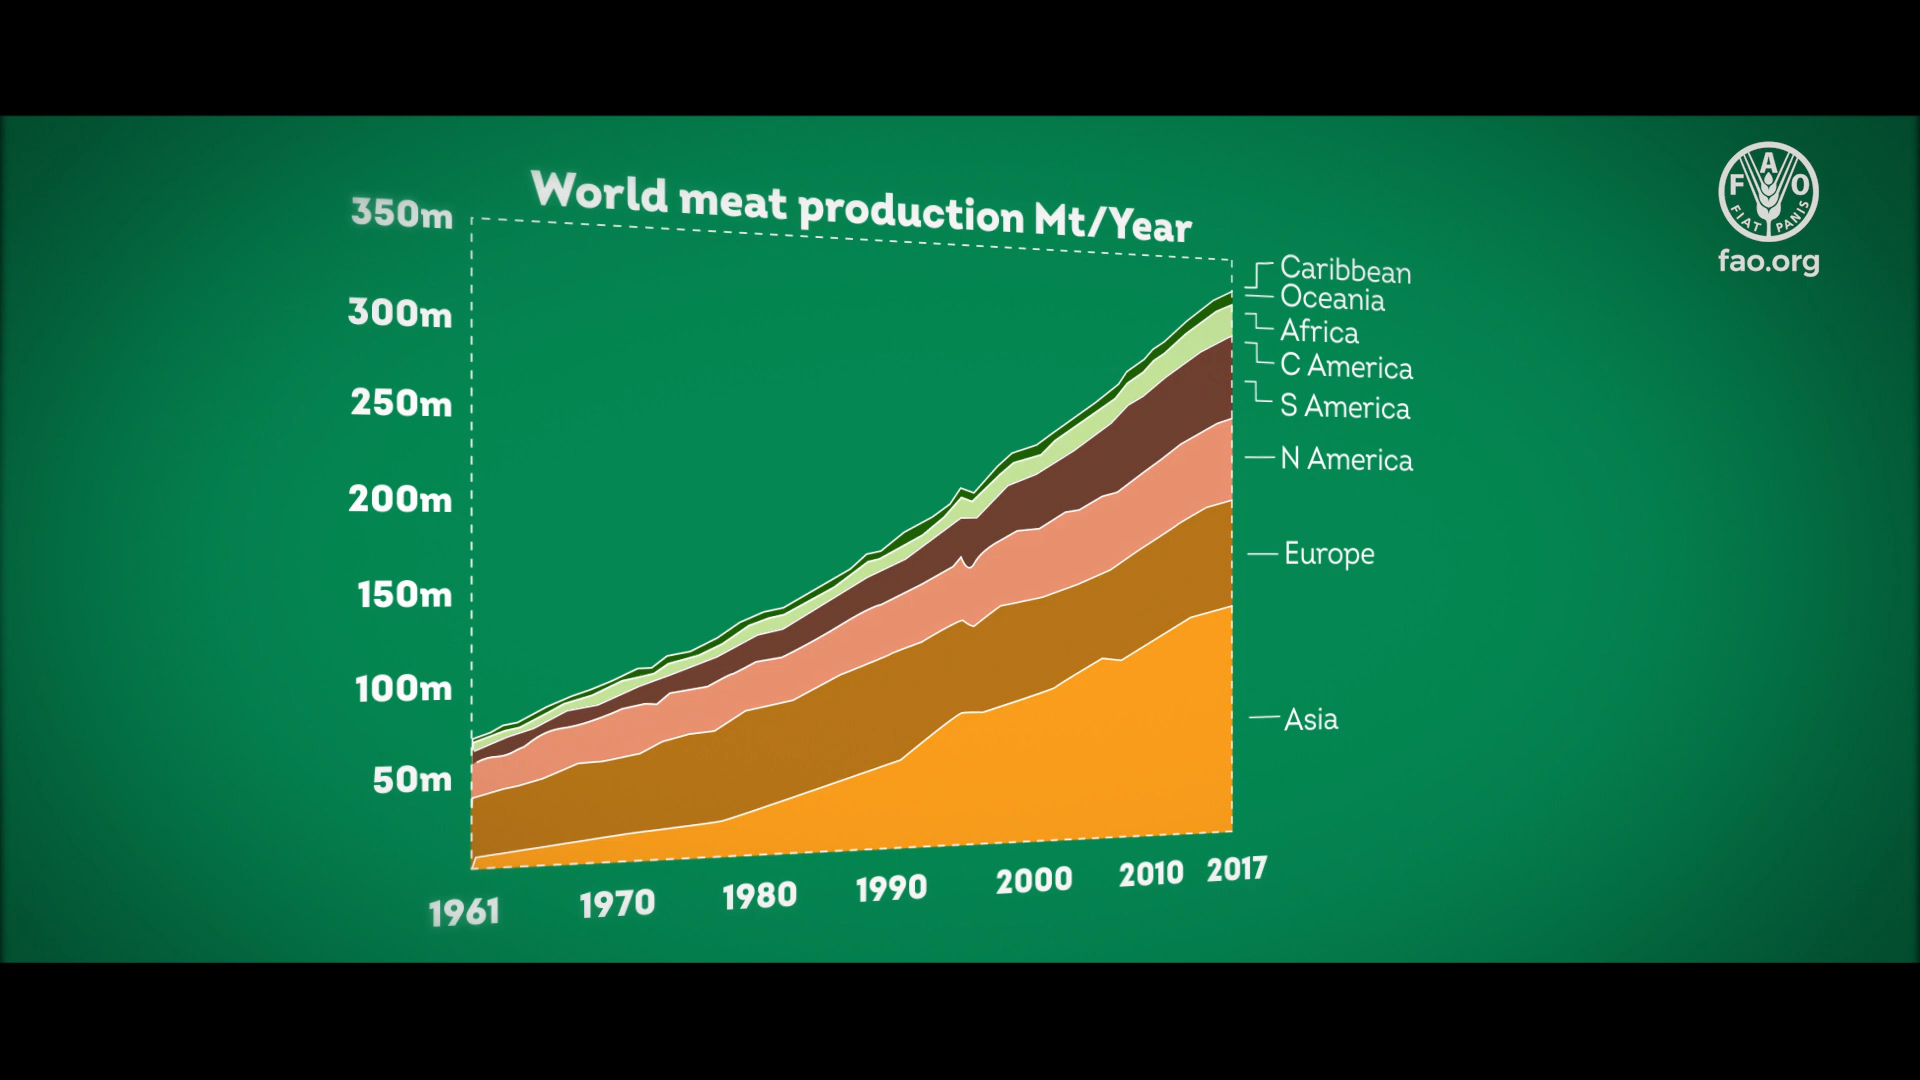 World meat production Mt/Year
350m
300m
250m
200m
150m
100m
50m
1961
1970
1980
1990
2000
2010
2017
Caribbean
Oceania
Africa
C America
S America
N America
Europe
Asia
F A O
FIAT PANIS
fao.org